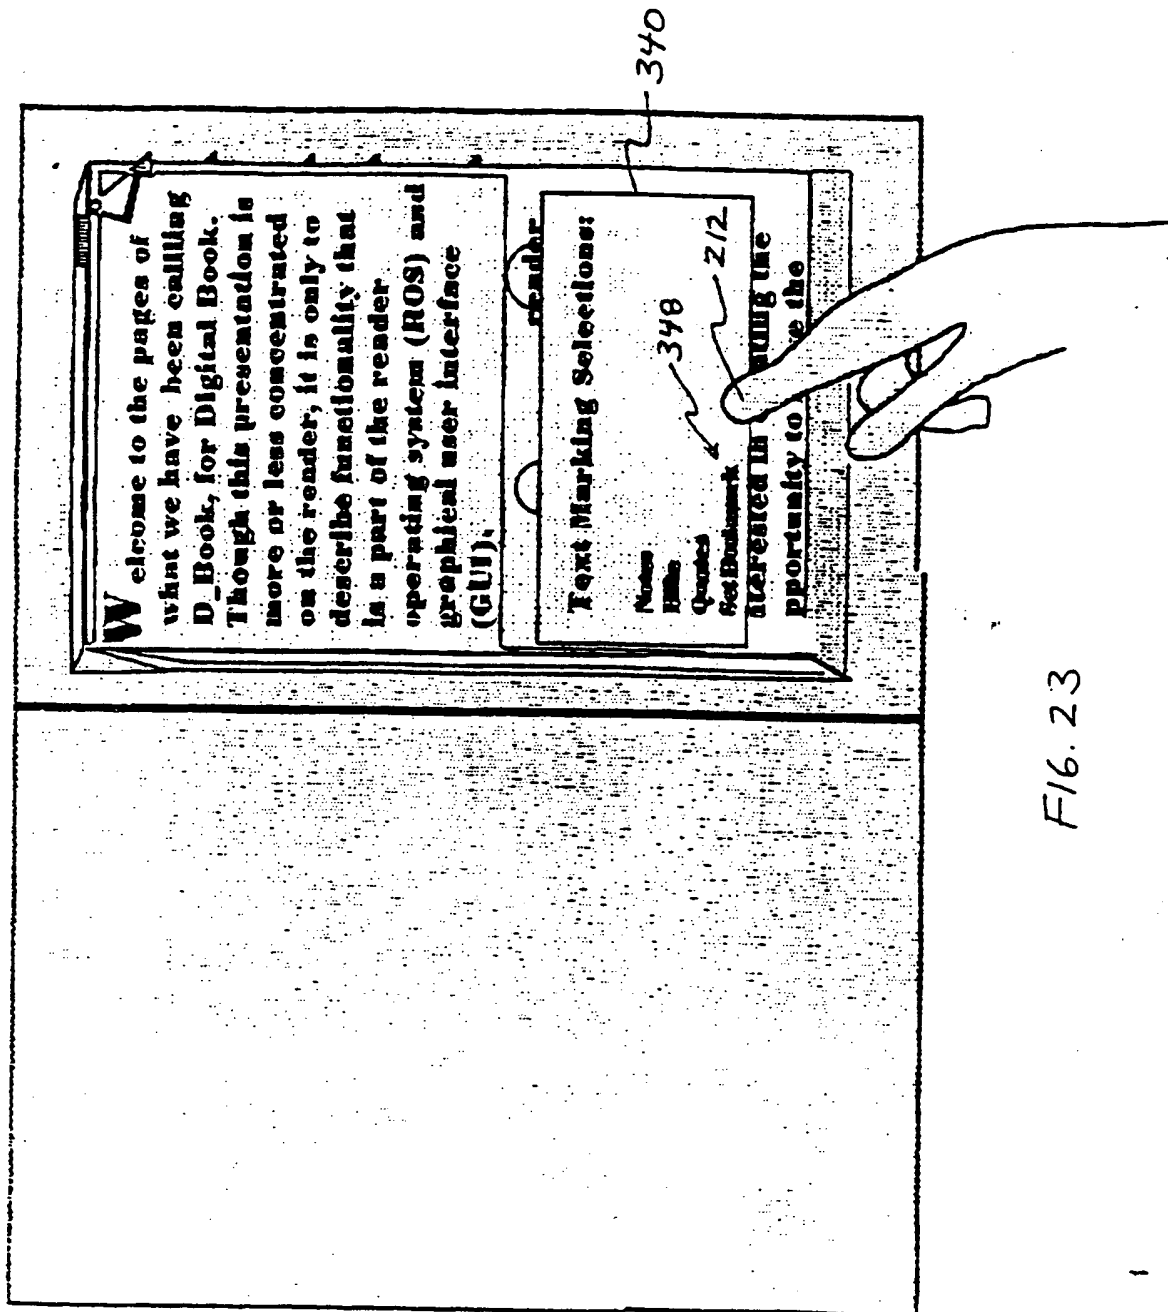 Welcome to the pages of
what we have been calling
D_Book, for Digital Book.
Though this presentation is
more or less concentrated
on the reader, it is only to
describe functionality that
is a part of the render
operating system (ROS) and
graphical user interface
(GUI).
reader
340
Text Marking Selections:
Notes
Quotes
Set Bookmark
348
212
the
pportunity to the
FIG. 23